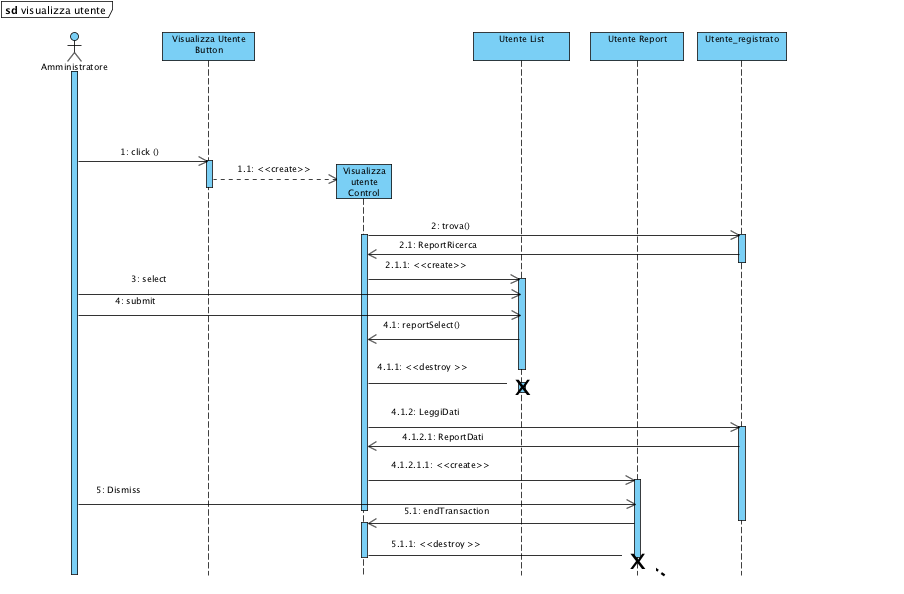 sd visualizza utente
Amministratore
Visualizza Utente
Button
Utente List
Utente Report
Utente_registrato
1: click ()
1.1: <<create>>
Visualizza
utente
Control
2: trova()
2.1: ReportRicerca
2.1.1: <<create>>
3: select
4: submit
4.1: reportSelect()
4.1.1: <<destroy >>
4.1.2: LeggiDati
4.1.2.1: ReportDati
4.1.2.1.1: <<create>>
5: Dismiss
5.1: endTransaction
5.1.1: <<destroy >>